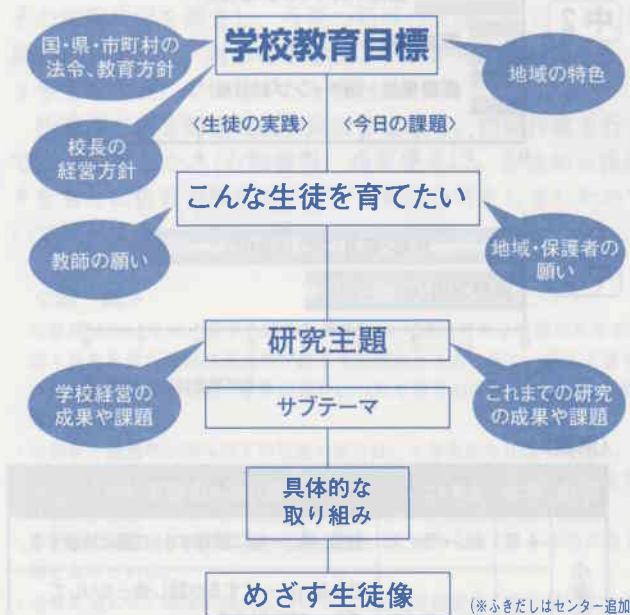 学校教育目標
国・県・市町村の
法令、教育方針
地域の特色
校長の
経営方針
〈生徒の実践〉
〈今日の課題〉
こんな生徒を育てたい
教師の願い
地域・保護者の
願い
研究主題
学校経営の
成果や課題
これまでの研究
の成果や課題
サブテーマ
具体的な
取り組み
めざす生徒像
(※ふきだしはセンター追加